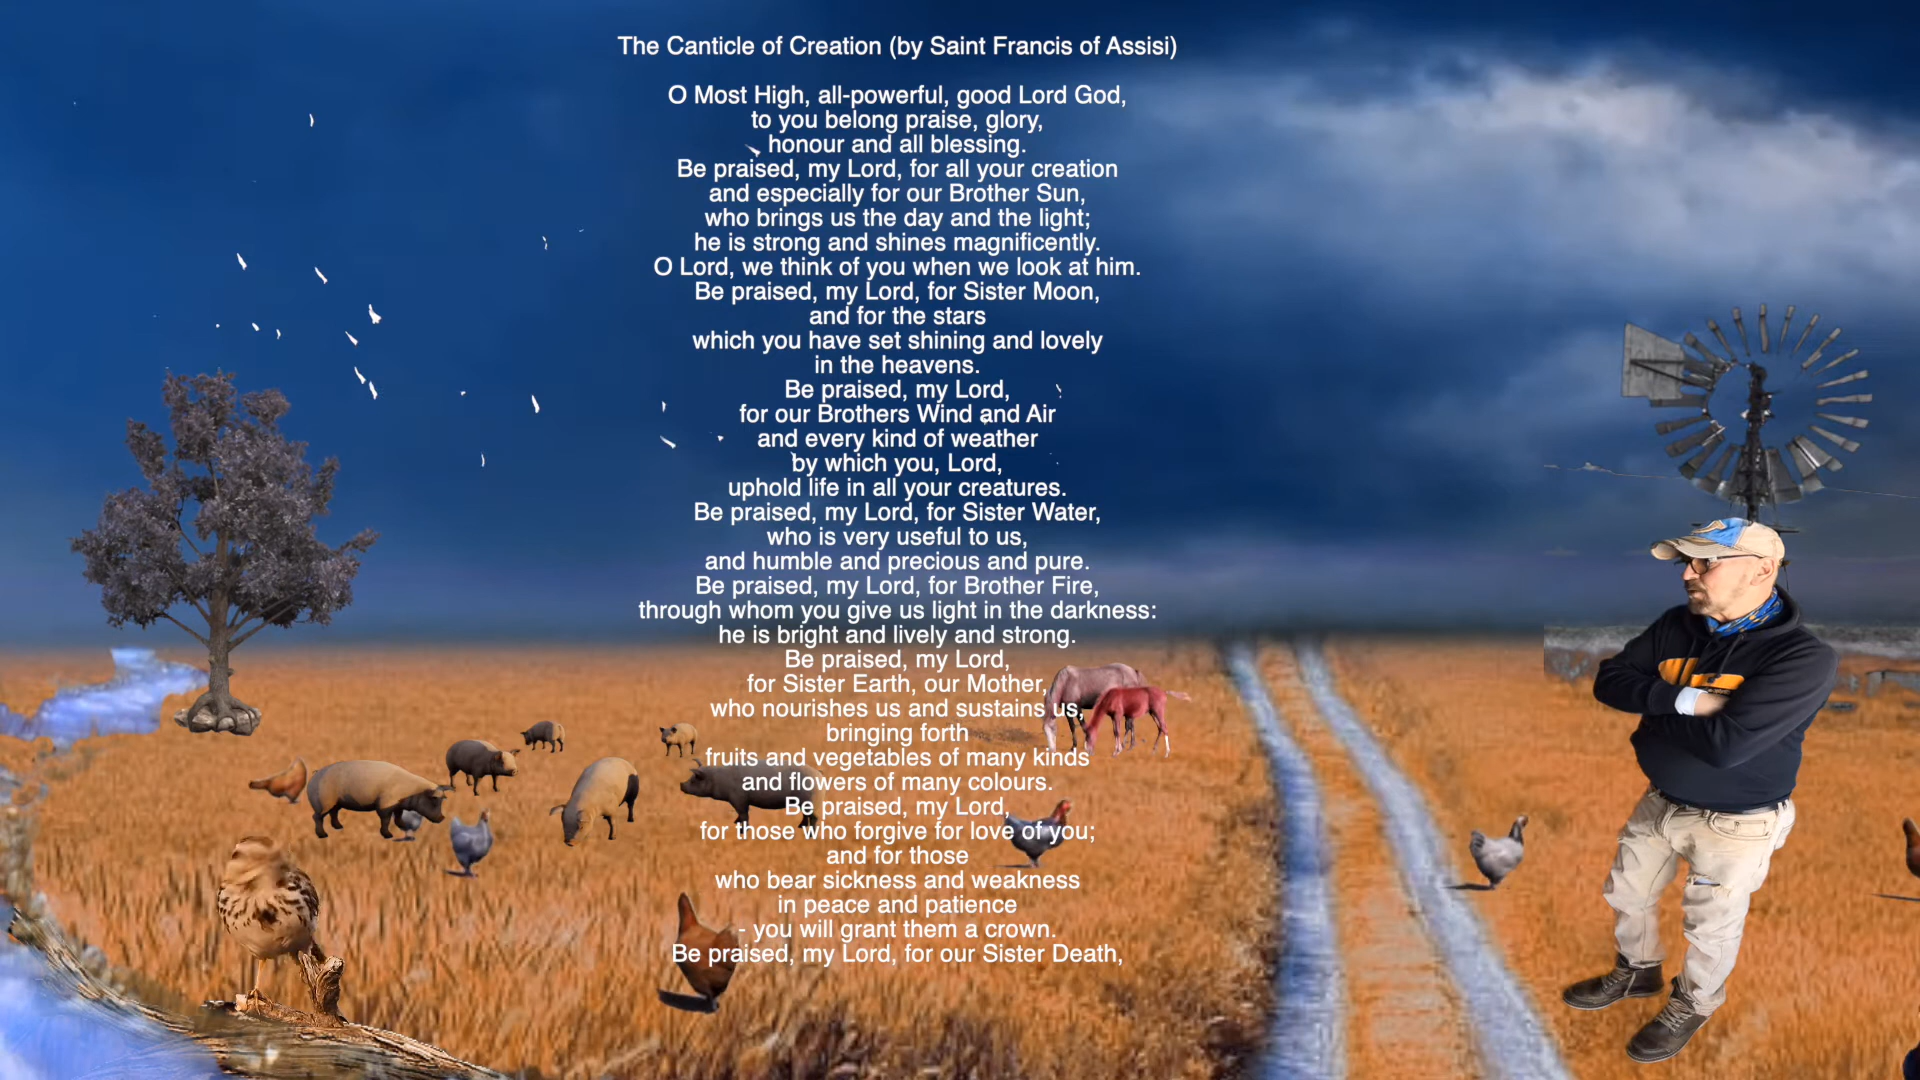 The Canticle of Creation (by Saint Francis of Assisi)
O Most High, all-powerful, good Lord God,
to you belong praise, glory,
honour and all blessing.
Be praised, my Lord, for all your creation
and especially for our Brother Sun,
who brings us the day and the light;
he is strong and shines magnificently.
O Lord, we think of you when we look at him.
Be praised, my Lord, for Sister Moon,
and for the stars
which you have set shining and lovely
in the heavens.
Be praised, my Lord,
for our Brothers Wind and Air
and every kind of weather
by which you, Lord,
uphold life in all your creatures.
Be praised, my Lord, for Sister Water,
who is very useful to us,
and humble and precious and pure.
Be praised, my Lord, for Brother Fire,
through whom you give us light in the darkness:
he is bright and lively and strong.
Be praised, my Lord,
for Sister Earth, our Mother,
who nourishes us and sustains us,
bringing forth
fruits and vegetables of many kinds
and flowers of many colours.
Be praised, my Lord,
for those who forgive for love of you;
and for those
who bear sickness and weakness
in peace and patience
- you will grant them a crown.
Be praised, my Lord, for our Sister Death,